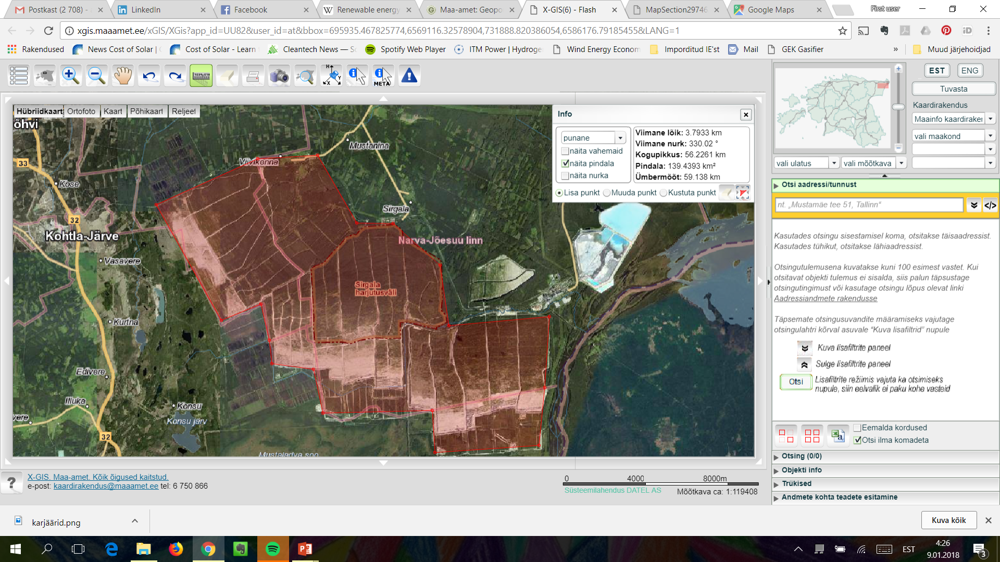 Postkast (2 708) -
LinkedIn
Facebook
Renewable energy
Maa-amet: Geopo
X-GIS(6) - Flash
MapSection29746
Google Maps
First user
xgis.maaamet.ee/xGIS/XGis?app_id=UU82&user_id=at&bbox=695935.467825774,6569116.32578904,731888.820386054,6586176.79185455&LANG=1
Rakendused
News Cost of Solar |
Cost of Solar - Learn
Cleantech News —
Spotify Web Player
ITM Power | Hydroge
Wind Energy Econom
Imporditud IE'st
Mail
GEK Gasifier
»
Muud järjehoidjad
H
X
Y
META
EST
ENG
Tuvasta
Kaardirakendus
Maainfo kaardiraker
vali maakond
vali ulatus
vali mõõtkava
Hübriidkaart
Ortofoto
Kaart
Põhikaart
Reljeef
Info
punane
näita vahemaid
näita pindala
näita nurka
Viimane lõik: 3.7933 km
Viimane nurk: 330.02 °
Kogupikkus: 56.2261 km
Pindala: 139.4393 km²
Ümbermõõt: 59.138 km
Lisa punkt
Muuda punkt
Kustuta punkt
õhvi
33
Kose
32
Kohtla-Järve
Vasavere
Kurtna
Edivere
Illuka
vere
Konsu
Konsu järv
32
Mustaladva soo
Viivikonna
Mustanina
Sirgala
Narva-Jõesuu linn
Sirgala
harjutusväli
Otsi aadressi/tunnust
nt. „Mustamäe tee 51, Tallinn“
</>
Kasutades otsingu sisestamisel koma, otsitakse täisaadressist.
Kasutades tühikut, otsitakse lähiaadressist.
Otsingutulemusena kuvatakse kuni 100 esimest vastet. Kui
otsitavat objekti tulemus ei sisalda, siis palun täpsustage
otsingutingimust või kasutage otsingu lõpus olevat linki
Aadressiandmete rakendusse
Täpsemate otsingusuvandite määramiseks vajutage
otsingulahtri kõrval asuvale “Kuva lisafiltrid” nupule
Kuva lisafiltrite paneel
Sulge lisafiltrite paneel
Otsi
Lisafiltrite režiimis vajuta ka otsimiseks
nupule, siin eelvalik ei paku kohe vasteid
Eemalda kordused
Otsi ilma komadeta
Otsing (0/0)
Objekti info
Trükised
Andmete kohta teadete esitamine
?
X-GIS. Maa-amet. Kõik õigused kaitstud.
e-post: kaardirakendus@maaamet.ee tel: 6 750 866
0
4000
8000m
Süsteemilahendus DATEL AS
Mõõtkava ca: 1:119408
karjäärid.png
Kuva kõik
EST
4:26
9.01.2018
3